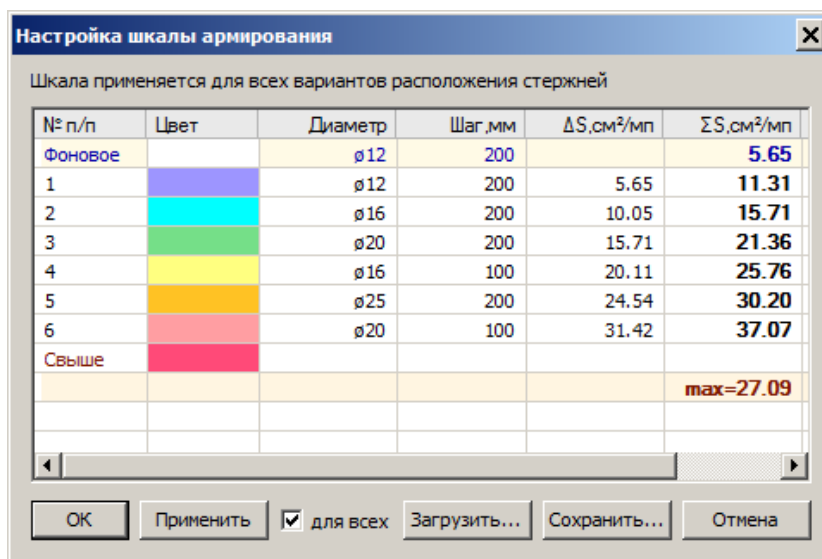 Настройка шкалы армирования
Шкала применяется для всех вариантов расположения стержней
№ п/п Цвет Диаметр Шаг,мм ΔS,см²/мп ΣS,см²/мп
Фоновое ø12 200 5.65
1 ø12 200 5.65 11.31
2 ø16 200 10.05 15.71
3 ø20 200 15.71 21.36
4 ø16 100 20.11 25.76
5 ø25 200 24.54 30.20
6 ø20 100 31.42 37.07
Свыше
max=27.09
OK Применить для всех Загрузить... Сохранить... Отмена